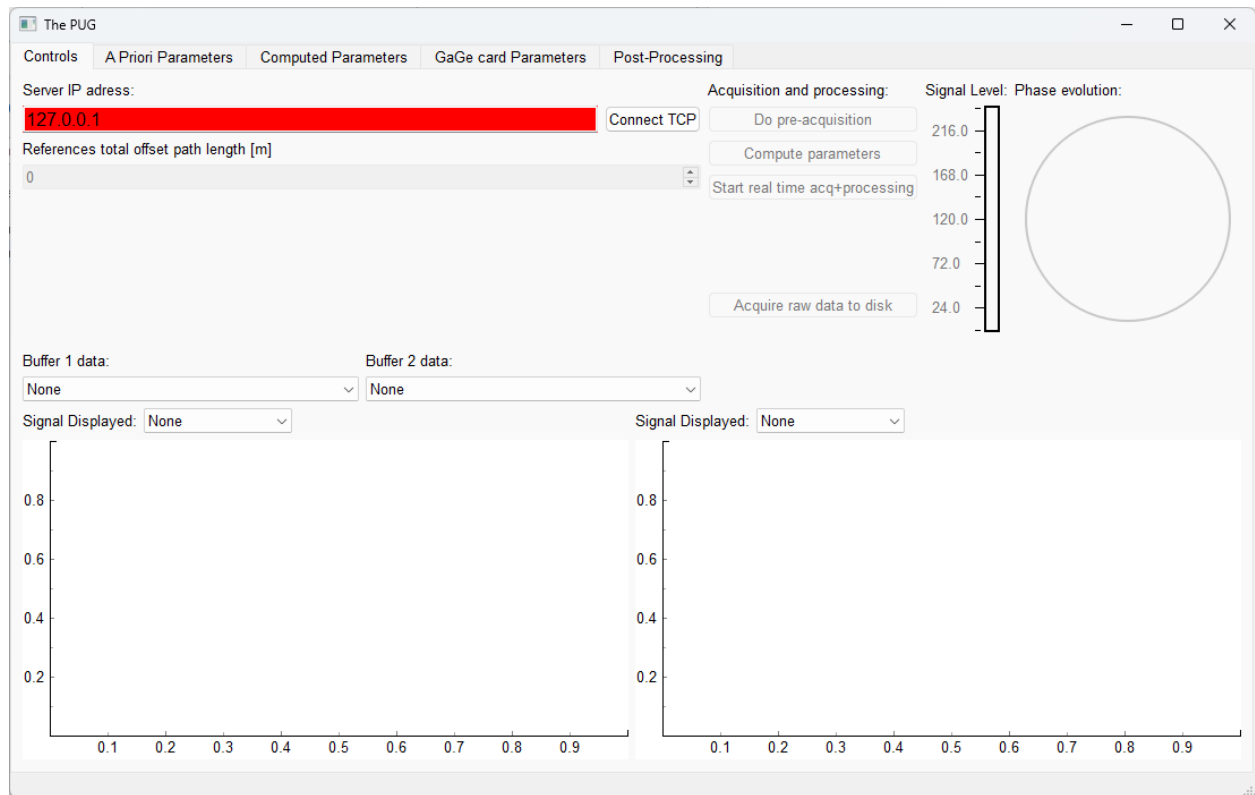 The PUG
Controls A Priori Parameters Computed Parameters GaGe card Parameters Post-Processing
Server IP adress:
127.0.0.1 Connect TCP
References total offset path length [m]
0
Acquisition and processing:
Do pre-acquisition
Compute parameters
Start real time acq+processing
Acquire raw data to disk
Signal Level: Phase evolution:
216.0
168.0
120.0
72.0
24.0
Buffer 1 data: Buffer 2 data:
None None
Signal Displayed: None Signal Displayed: None
0.8
0.6
0.4
0.2
0.1 0.2 0.3 0.4 0.5 0.6 0.7 0.8 0.9
0.8
0.6
0.4
0.2
0.1 0.2 0.3 0.4 0.5 0.6 0.7 0.8 0.9